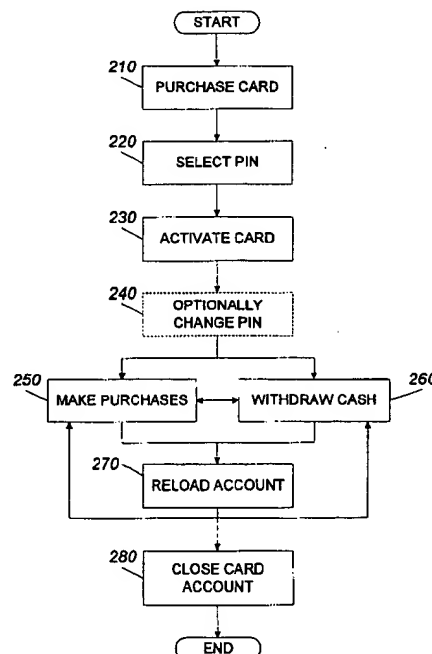 START
210
PURCHASE CARD
220
SELECT PIN
230
ACTIVATE CARD
240
OPTIONALLY
CHANGE PIN
250
MAKE PURCHASES
WITHDRAW CASH
260
270
RELOAD ACCOUNT
280
CLOSE CARD
ACCOUNT
END